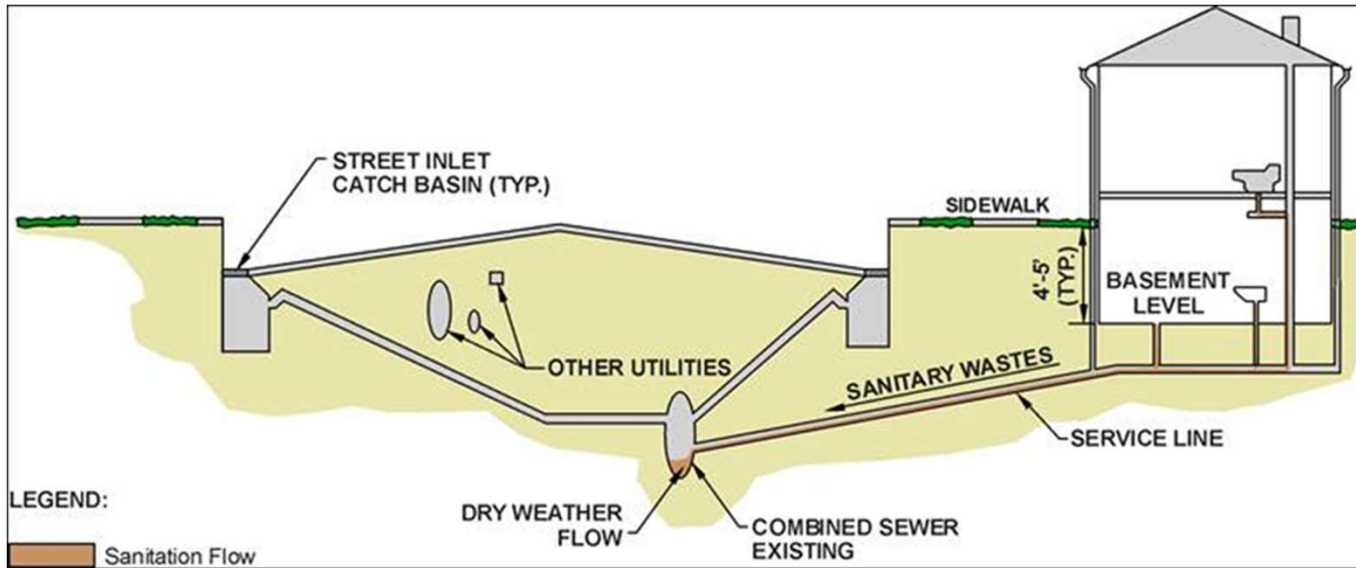 STREET INLET
CATCH BASIN (TYP.)
SIDEWALK
4'-5'
(TYP.)
BASEMENT
LEVEL
OTHER UTILITIES
SANITARY WASTES
SERVICE LINE
DRY WEATHER
FLOW
COMBINED SEWER
EXISTING
LEGEND:
Sanitation Flow